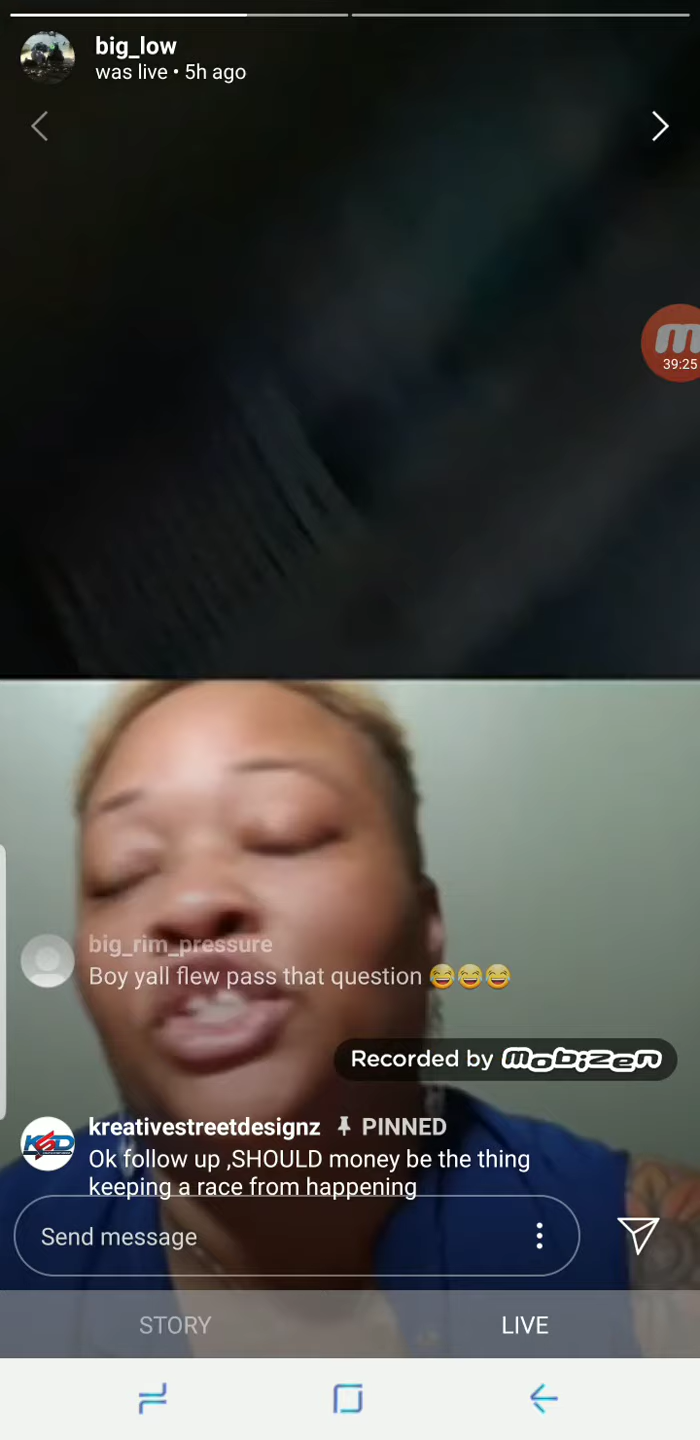 big_low
was live • 5h ago
m
39:25
big_rim_pressure
Boy yall flew pass that question 😂😂😂
Recorded by mobizen
kreativestreetdesignz PINNED
KSD
Ok follow up ,SHOULD money be the thing
keeping a race from happening
Send message
STORY LIVE